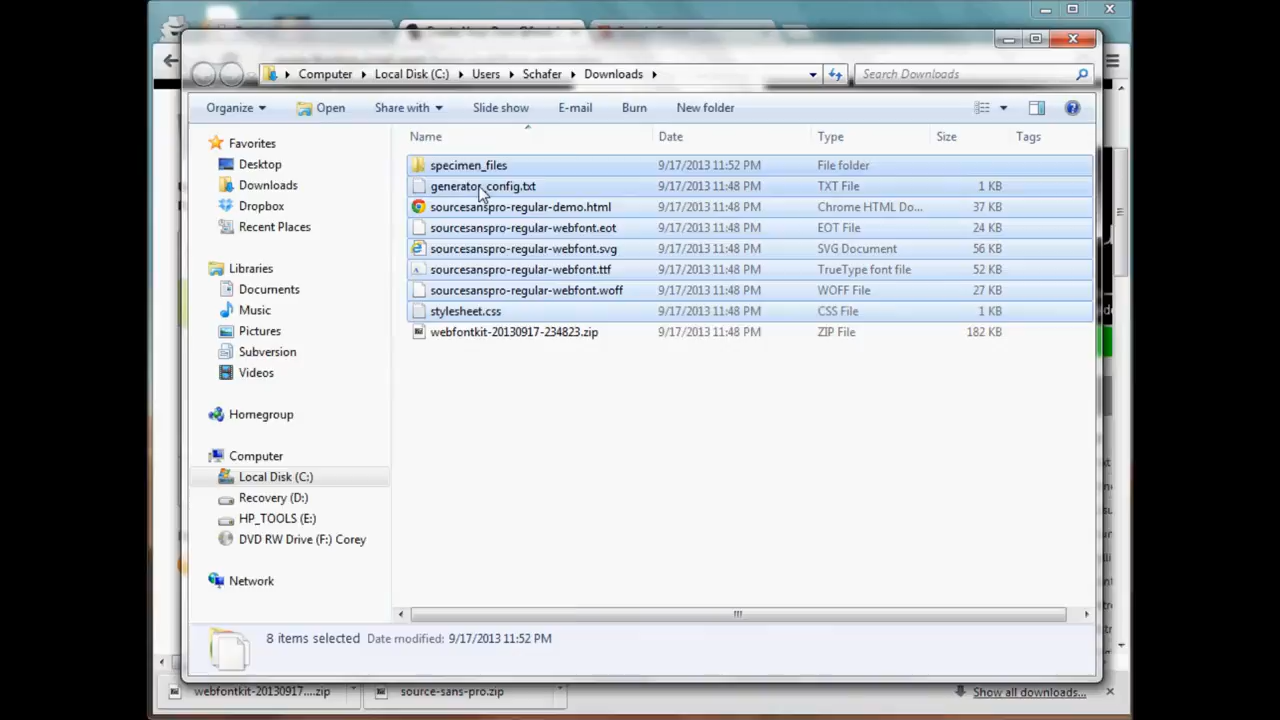 Computer Local Disk (C:) Users Schafer Downloads Search Downloads
Organize Open Share with Slide show E-mail Burn New folder
Name Date Type Size Tags
Favorites
Desktop
Downloads
Dropbox
Recent Places
Libraries
Documents
Music
Pictures
Subversion
Videos
Homegroup
Computer
Local Disk (C:)
Recovery (D:)
HP_TOOLS (E:)
DVD RW Drive (F:) Corey
Network
specimen_files 9/17/2013 11:52 PM File folder
generator_config.txt 9/17/2013 11:48 PM TXT File 1 KB
sourcesanspro-regular-demo.html 9/17/2013 11:48 PM Chrome HTML Do... 37 KB
sourcesanspro-regular-webfont.eot 9/17/2013 11:48 PM EOT File 24 KB
sourcesanspro-regular-webfont.svg 9/17/2013 11:48 PM SVG Document 56 KB
sourcesanspro-regular-webfont.ttf 9/17/2013 11:48 PM TrueType font file 52 KB
sourcesanspro-regular-webfont.woff 9/17/2013 11:48 PM WOFF File 27 KB
stylesheet.css 9/17/2013 11:48 PM CSS File 1 KB
webfontkit-20130917-234823.zip 9/17/2013 11:48 PM ZIP File 182 KB
8 items selected Date modified: 9/17/2013 11:52 PM
webfontkit-20130917....zip source-sans-pro.zip Show all downloads...